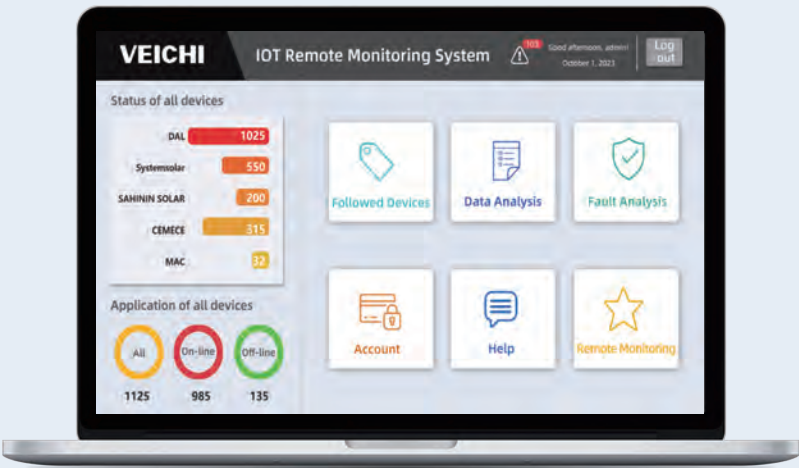 VEICHI
IOT Remote Monitoring System
103
Good afternoon, admin!
October 1, 2023
Log
out
Status of all devices
DAL 1025
Systemsolar 550
SAHININ SOLAR 200
CEMECE 315
MAC 32
Application of all devices
All On-line Off-line
1125 985 135
Followed Devices Data Analysis Fault Analysis
Account Help Remote Monitoring